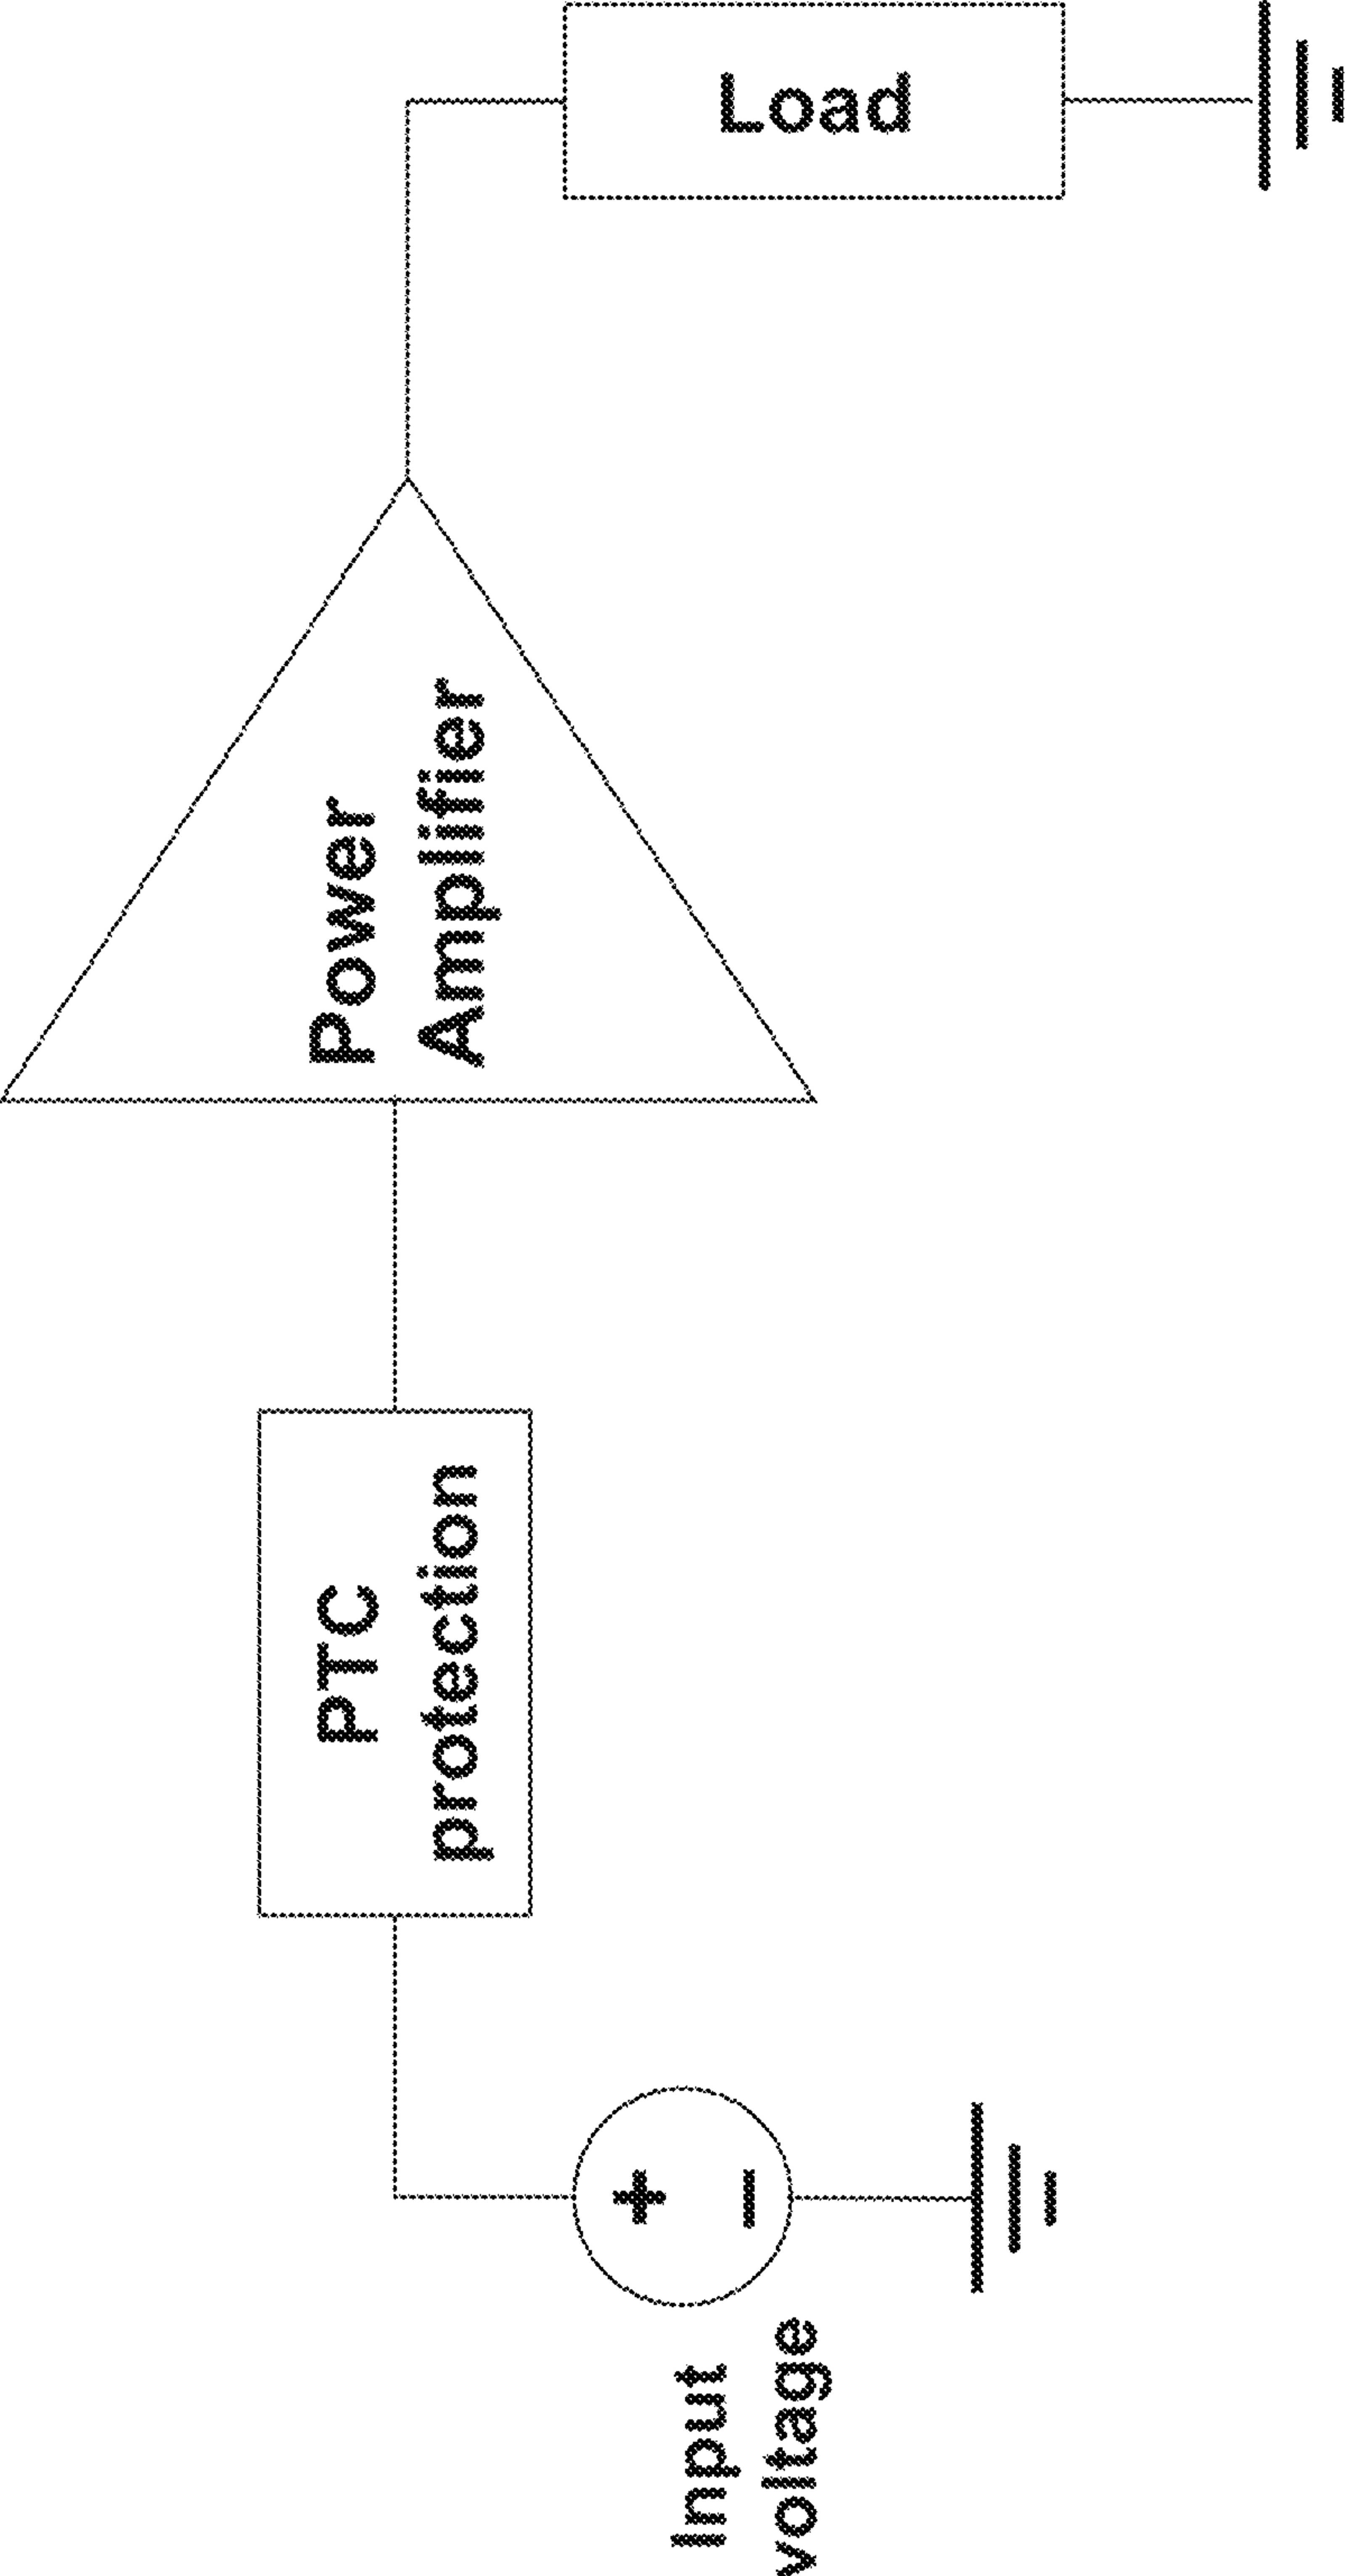 Input
voltage
+
−
PTC
protection
Power
Amplifier
Load